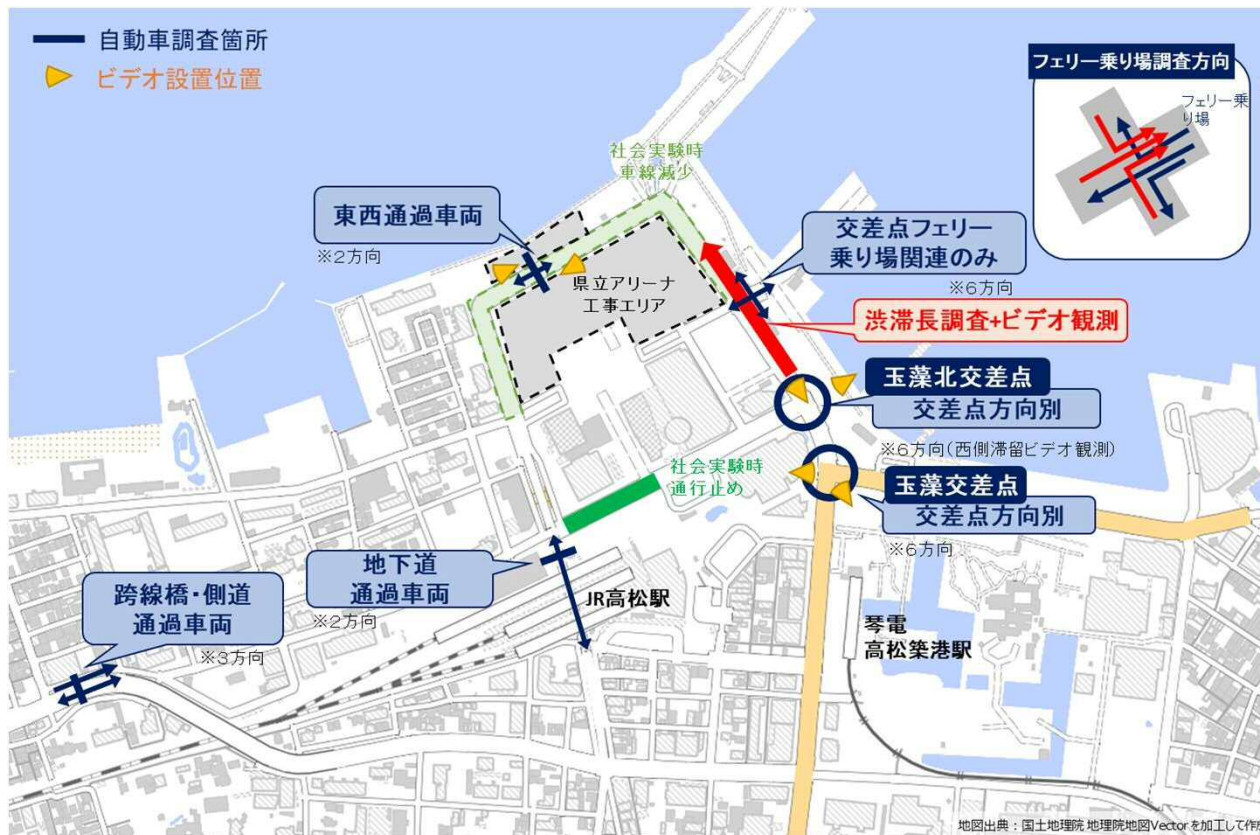 自動車調査箇所
ビデオ設置位置
フェリー乗り場調査方向
フェリー乗
り場
社会実験時
車線減少
東西通過車両
※2方向
交差点フェリー
乗り場関連のみ
※6方向
県立アリーナ
工事エリア
渋滞長調査+ビデオ観測
玉藻北交差点
交差点方向別
※6方向(西側滞留ビデオ観測)
社会実験時
通行止め
玉藻交差点
交差点方向別
※6方向
地下道
通過車両
※2方向
JR高松駅
跨線橋・側道
通過車両
※3方向
琴電
高松築港駅
地図出典:国土地理院 地理院地図Vectorを加工して作